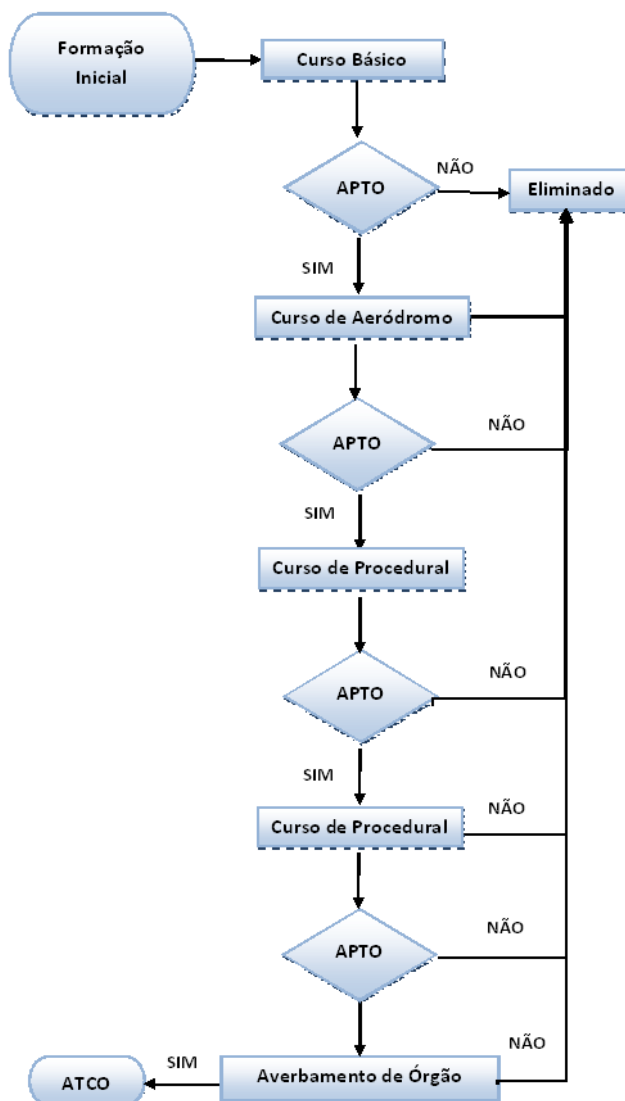 Formação
Inicial
Curso Básico
APTO
NÃO
Eliminado
SIM
Curso de Aeródromo
APTO
NÃO
SIM
Curso de Procedural
APTO
NÃO
SIM
Curso de Procedural
NÃO
APTO
NÃO
Averbamento de Órgão
NÃO
SIM
ATCO